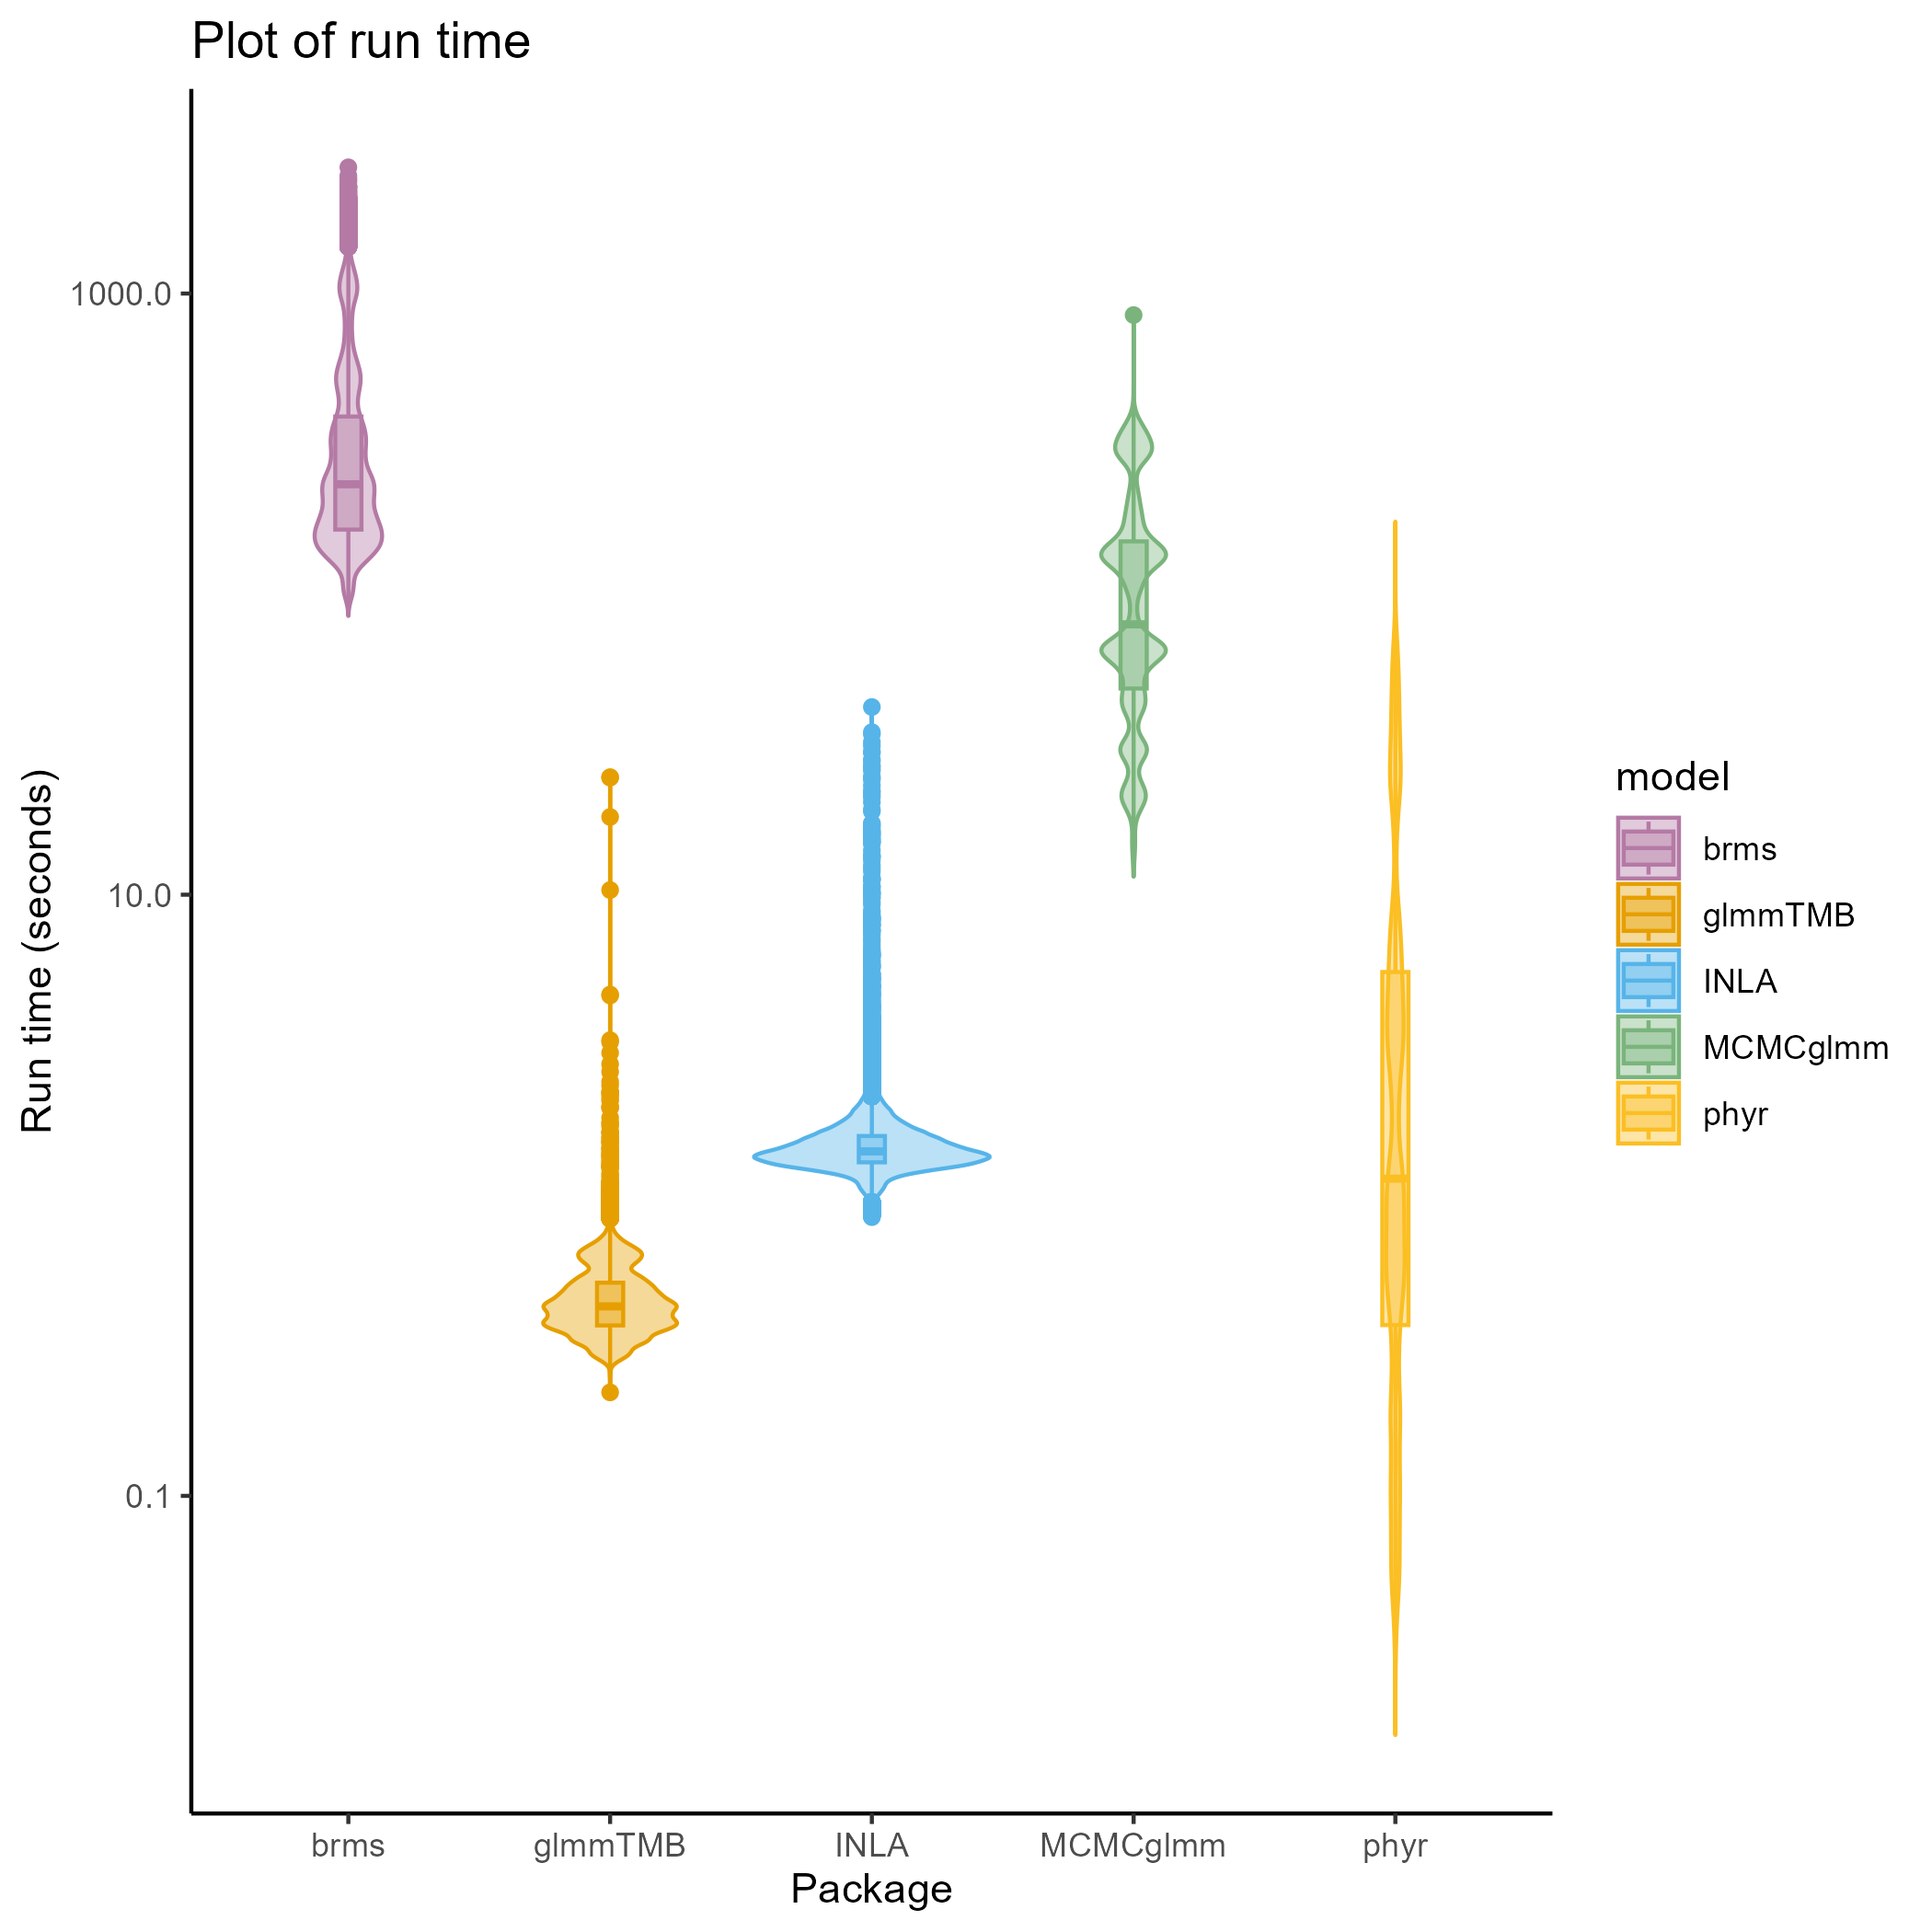 Plot of run time
Run time (seconds)
1000.0
10.0
0.1
brms
glmmTMB
INLA
MCMCglmm
phyr
Package
model
brms
glmmTMB
INLA
MCMCglmm
phyr